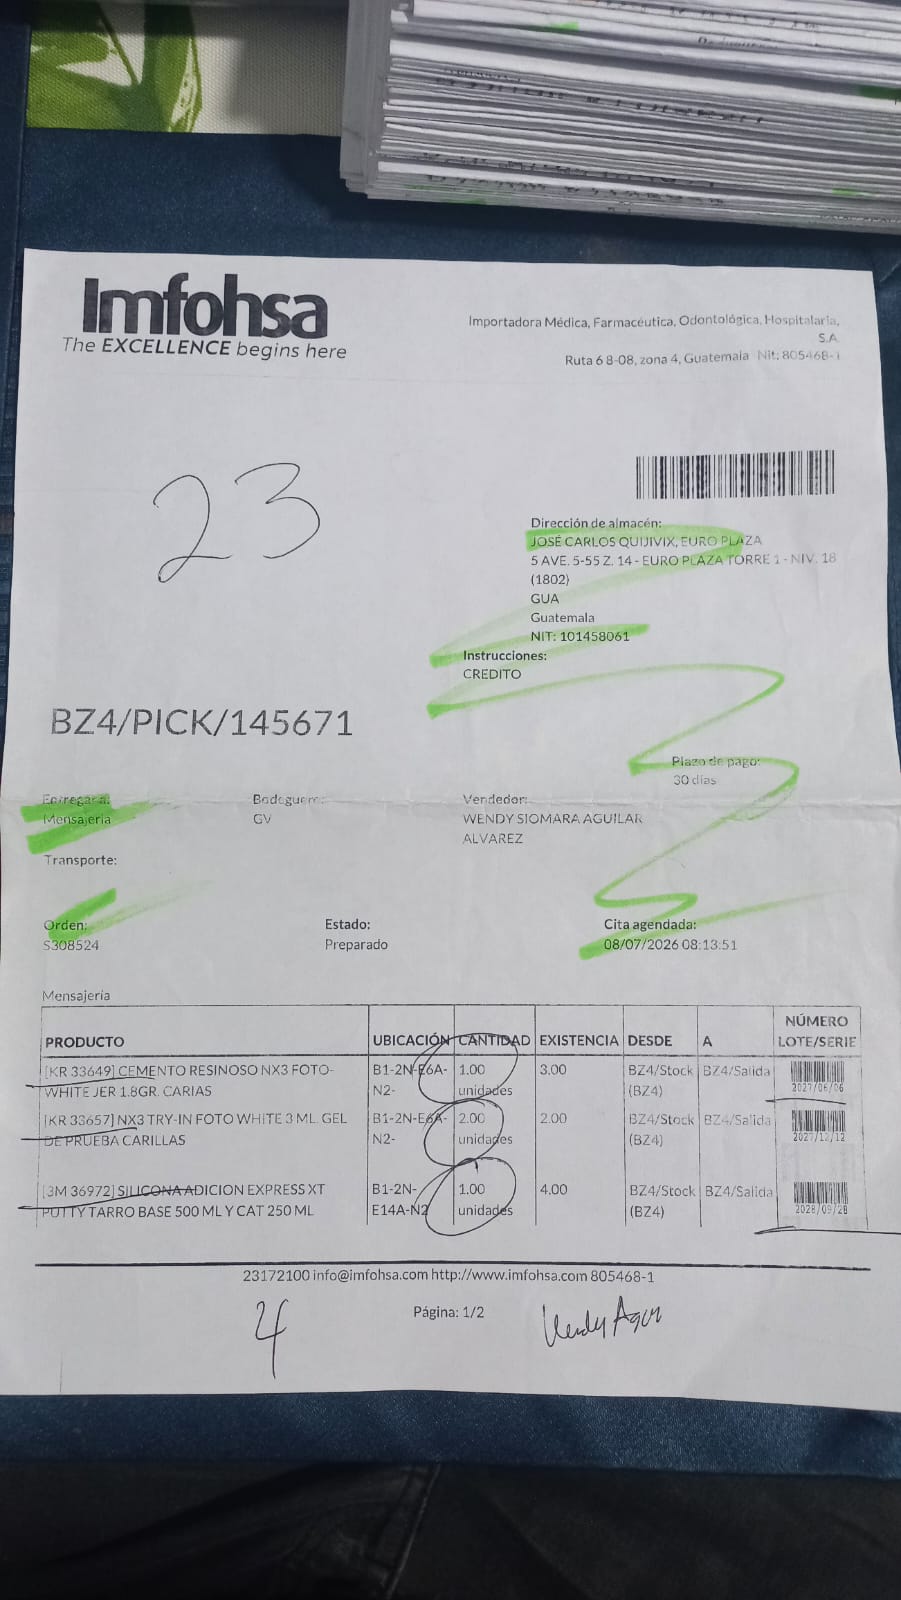 Imfohsa
The EXCELLENCE begins here
Importadora Médica, Farmacéutica, Odontológica, Hospitalaria,
S.A.
Ruta 6 8-08, zona 4, Guatemala Nit: 805468-1
23
Dirección de almacén:
JOSÉ CARLOS QUIJIVIX, EURO PLAZA
5 AVE. 5-55 Z. 14 - EURO PLAZA TORRE 1 - NIV. 18
(1802)
GUA
Guatemala
NIT: 101458061
Instrucciones:
CREDITO
BZ4/PICK/145671
Plazo de pago:
30 días
Entregar a: Bodeguero: Vendedor:
Mensajería GV WENDY SIOMARA AGUILAR
ALVAREZ
Transporte:
Orden: Estado: Cita agendada:
S308524 Preparado 08/07/2026 08:13:51
Mensajería
PRODUCTO UBICACIÓN CANTIDAD EXISTENCIA DESDE A NÚMERO LOTE/SERIE
[KR 33649] CEMENTO RESINOSO NX3 FOTO- B1-2N-E6A- 1.00 3.00 BZ4/Stock BZ4/Salida
WHITE JER 1.8GR. CARIAS N2- unidades (BZ4) 2027/06/06
[KR 33657] NX3 TRY-IN FOTO WHITE 3 ML. GEL B1-2N-E6A- 2.00 2.00 BZ4/Stock BZ4/Salida
DE PRUEBA CARILLAS N2- unidades (BZ4) 2027/12/12
[3M 36972] SILICONA ADICION EXPRESS XT B1-2N- 1.00 4.00 BZ4/Stock BZ4/Salida
PUTTY TARRO BASE 500 ML Y CAT 250 ML E14A-N2 unidades (BZ4) 2028/09/28
23172100 info@imfohsa.com http://www.imfohsa.com 805468-1
Página: 1/2
4